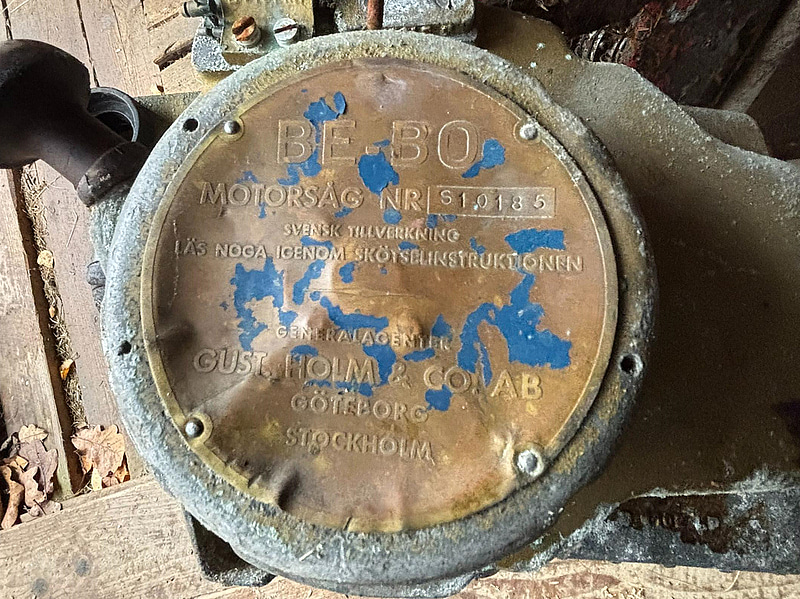 BE-BO
MOTORSÅG NR S10185
SVENSK TILLVERKNING
LÄS NOGA IGENOM SKÖTSELINSTRUKTIONEN
GENERALAGENTER
GUST. HOLM & CO. AB
GÖTEBORG
STOCKHOLM